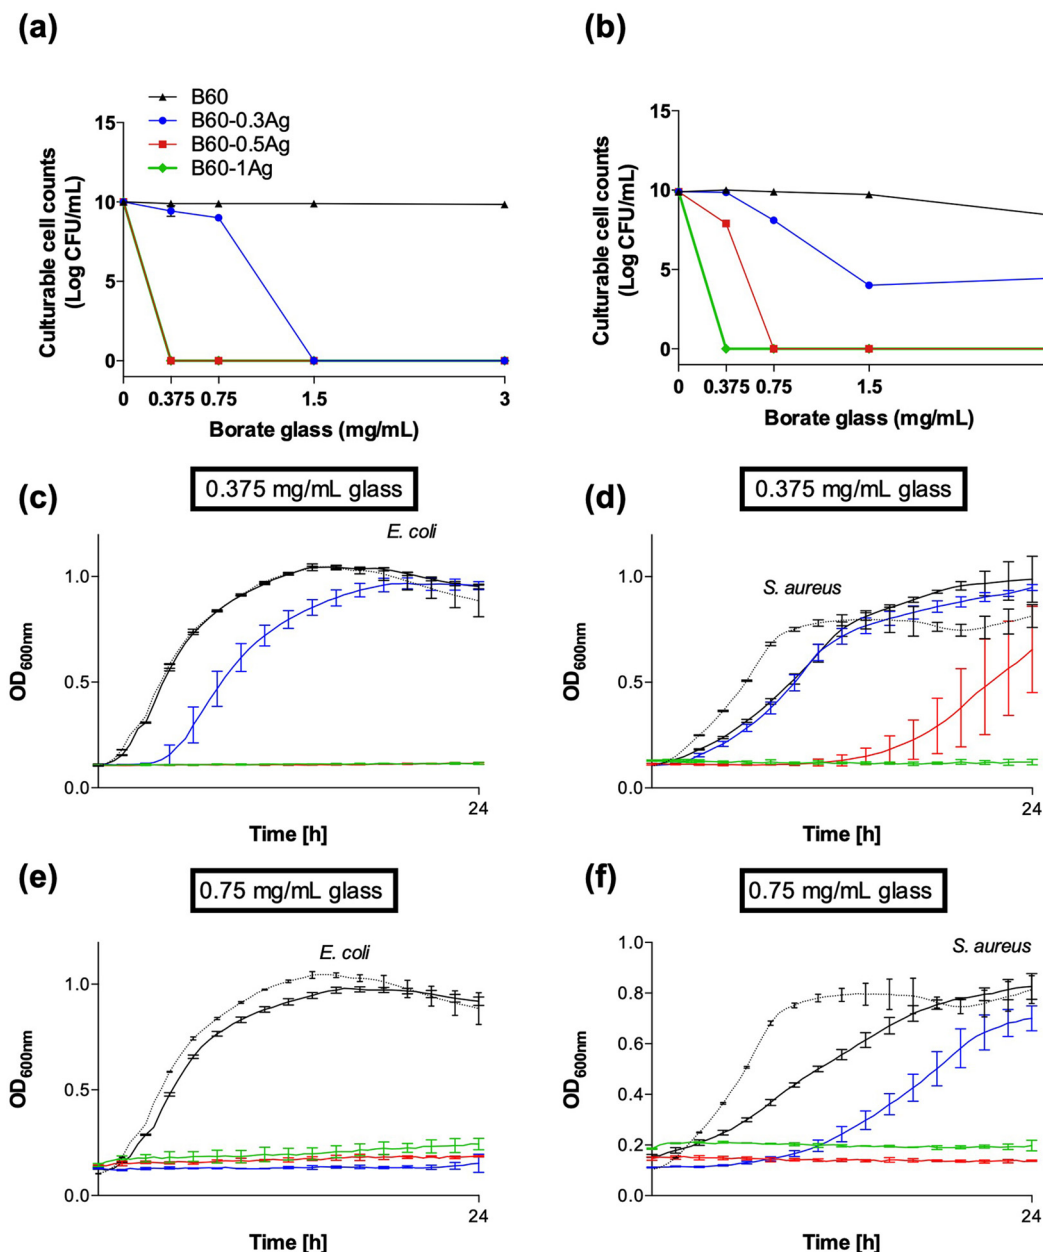 (a)
(b)
B60
B60-0.3Ag
B60-0.5Ag
B60-1Ag
Culturable cell counts
(Log CFU/mL)
15
10
5
0
0 0.375 0.75 1.5 3
Borate glass (mg/mL)
Culturable cell counts
(Log CFU/mL)
15
10
5
0
0 0.375 0.75 1.5
Borate glass (mg/mL)
(c)
0.375 mg/mL glass
E. coli
OD600nm
1.0
0.5
0.0
24
Time [h]
(d)
0.375 mg/mL glass
S. aureus
OD600nm
1.0
0.5
0.0
24
Time [h]
(e)
0.75 mg/mL glass
E. coli
OD600nm
1.0
0.5
0.0
24
Time [h]
(f)
0.75 mg/mL glass
S. aureus
OD600nm
1.0
0.8
0.6
0.4
0.2
0.0
24
Time [h]